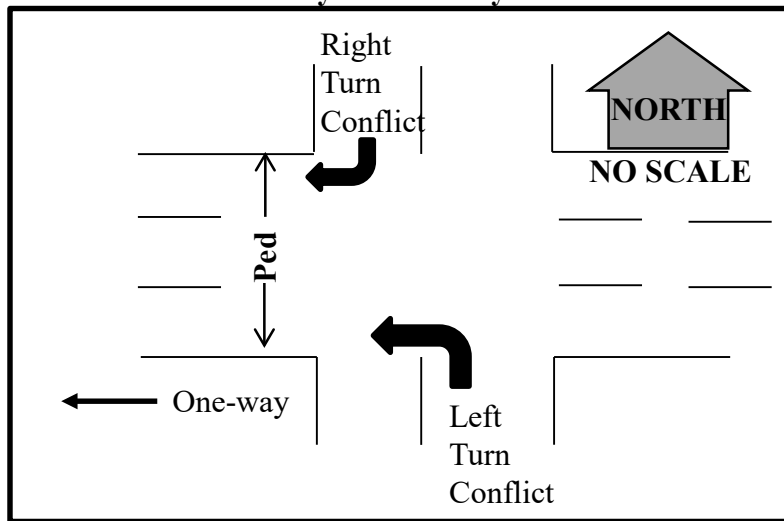 Right
Turn
Conflict
NORTH
NO SCALE
Ped
One-way
Left
Turn
Conflict